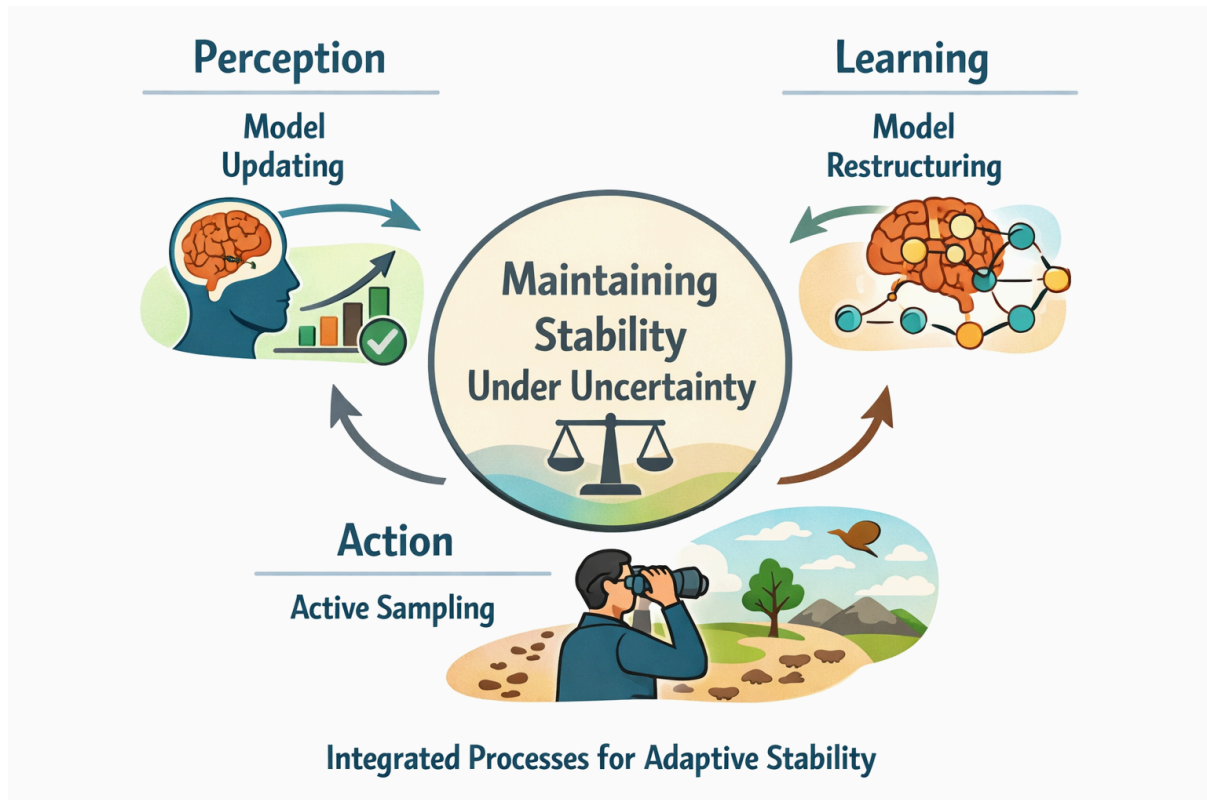 Perception
Model
Updating
Learning
Model
Restructuring
Maintaining
Stability
Under Uncertainty
Action
Active Sampling
Integrated Processes for Adaptive Stability